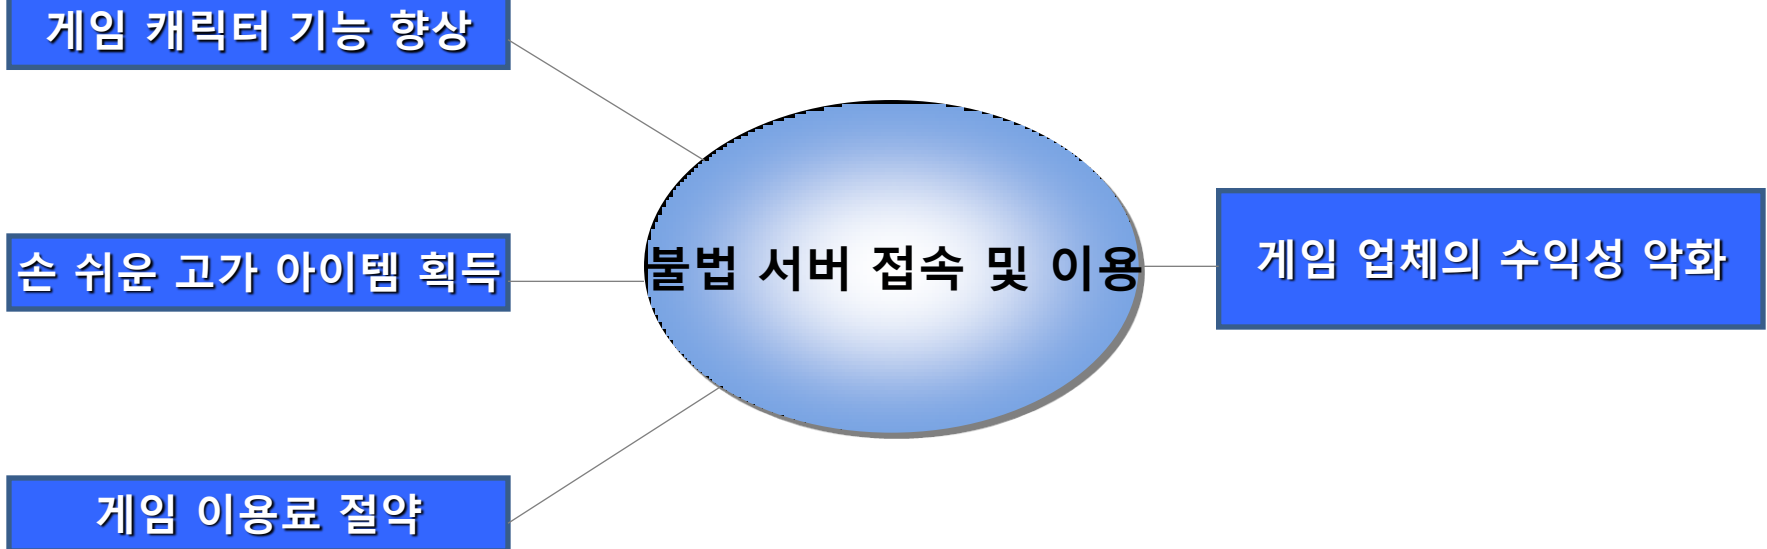 게임 캐릭터 기능 향상
손 쉬운 고가 아이템 획득
게임 이용료 절약
불법 서버 접속 및 이용
게임 업체의 수익성 악화